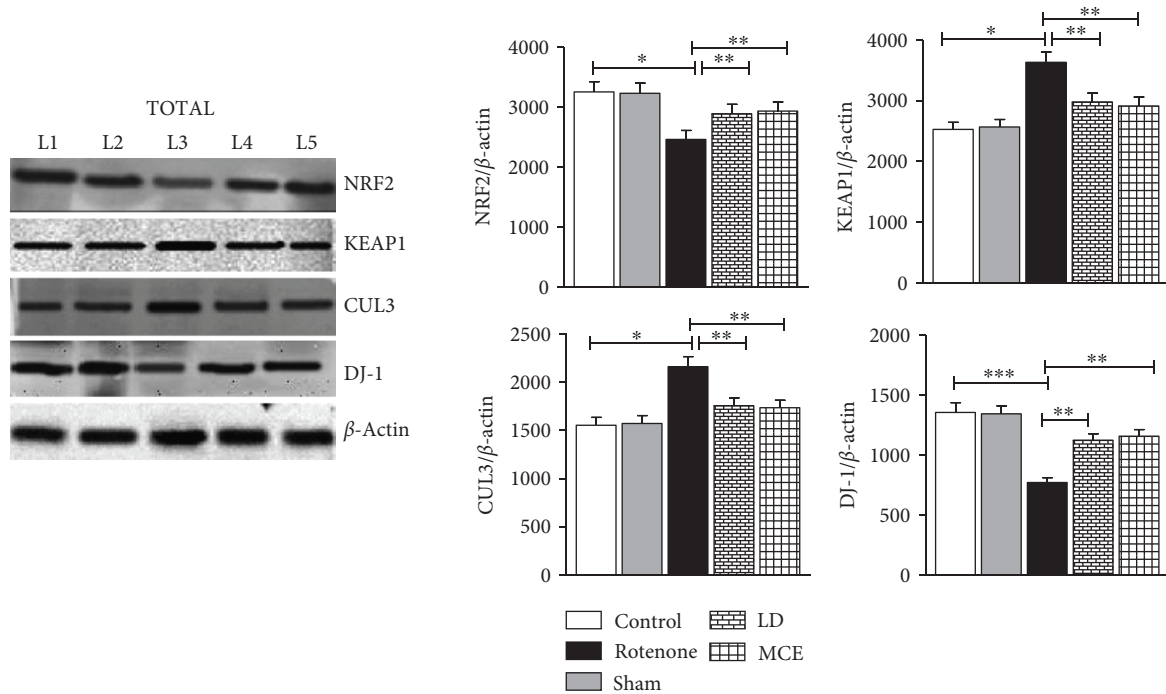 TOTAL
L1 L2 L3 L4 L5
NRF2
KEAP1
CUL3
DJ-1
β-Actin
NRF2/β-actin
4000
3000
2000
1000
0
*
**
**
KEAP1/β-actin
4000
3000
2000
1000
0
*
**
**
CUL3/β-actin
2500
2000
1500
1000
500
0
*
**
**
DJ-1/β-actin
2000
1500
1000
500
0
***
**
**
Control
Rotenone
Sham
LD
MCE